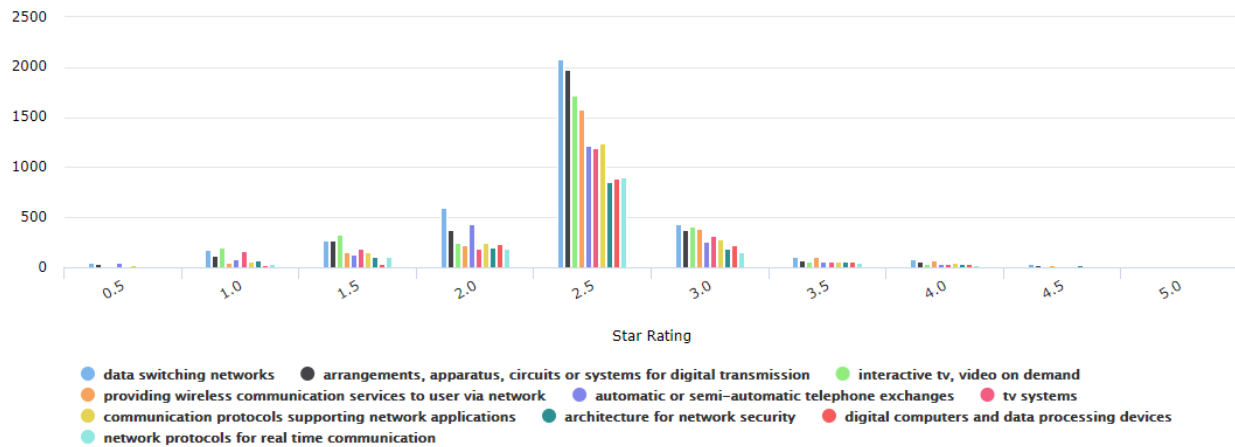 2500
2000
1500
1000
500
0
0.5 1.0 1.5 2.0 2.5 3.0 3.5 4.0 4.5 5.0
Star Rating
data switching networks arrangements, apparatus, circuits or systems for digital transmission interactive tv, video on demand
providing wireless communication services to user via network automatic or semi-automatic telephone exchanges tv systems
communication protocols supporting network applications architecture for network security digital computers and data processing devices
network protocols for real time communication